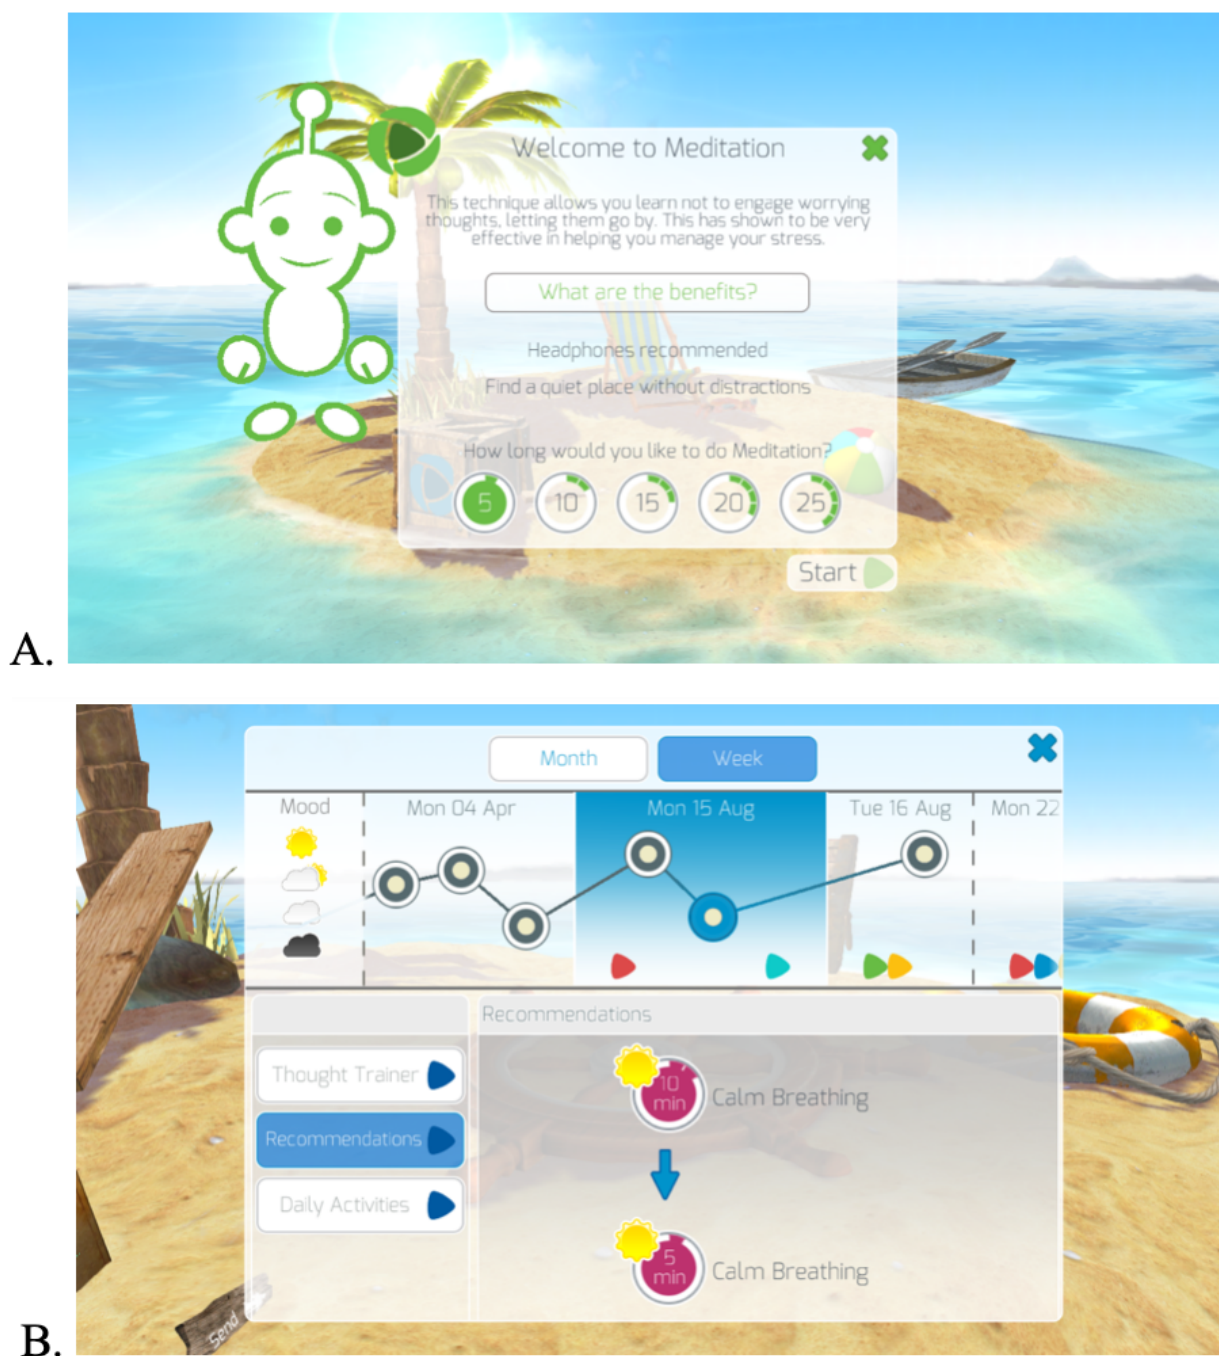 Welcome to Meditation
This technique allows you learn not to engage worrying
thoughts, letting them go by. This has shown to be very
effective in helping you manage your stress.
What are the benefits?
Headphones recommended
Find a quiet place without distractions
How long would you like to do Meditation?
5 10 15 20 25
Start
A.
Month Week
Mood Mon 04 Apr Mon 15 Aug Tue 16 Aug Mon 22
Recommendations
Thought Trainer
10
min
Calm Breathing
Recommendations
Daily Activities
5
min
Calm Breathing
Send
B.